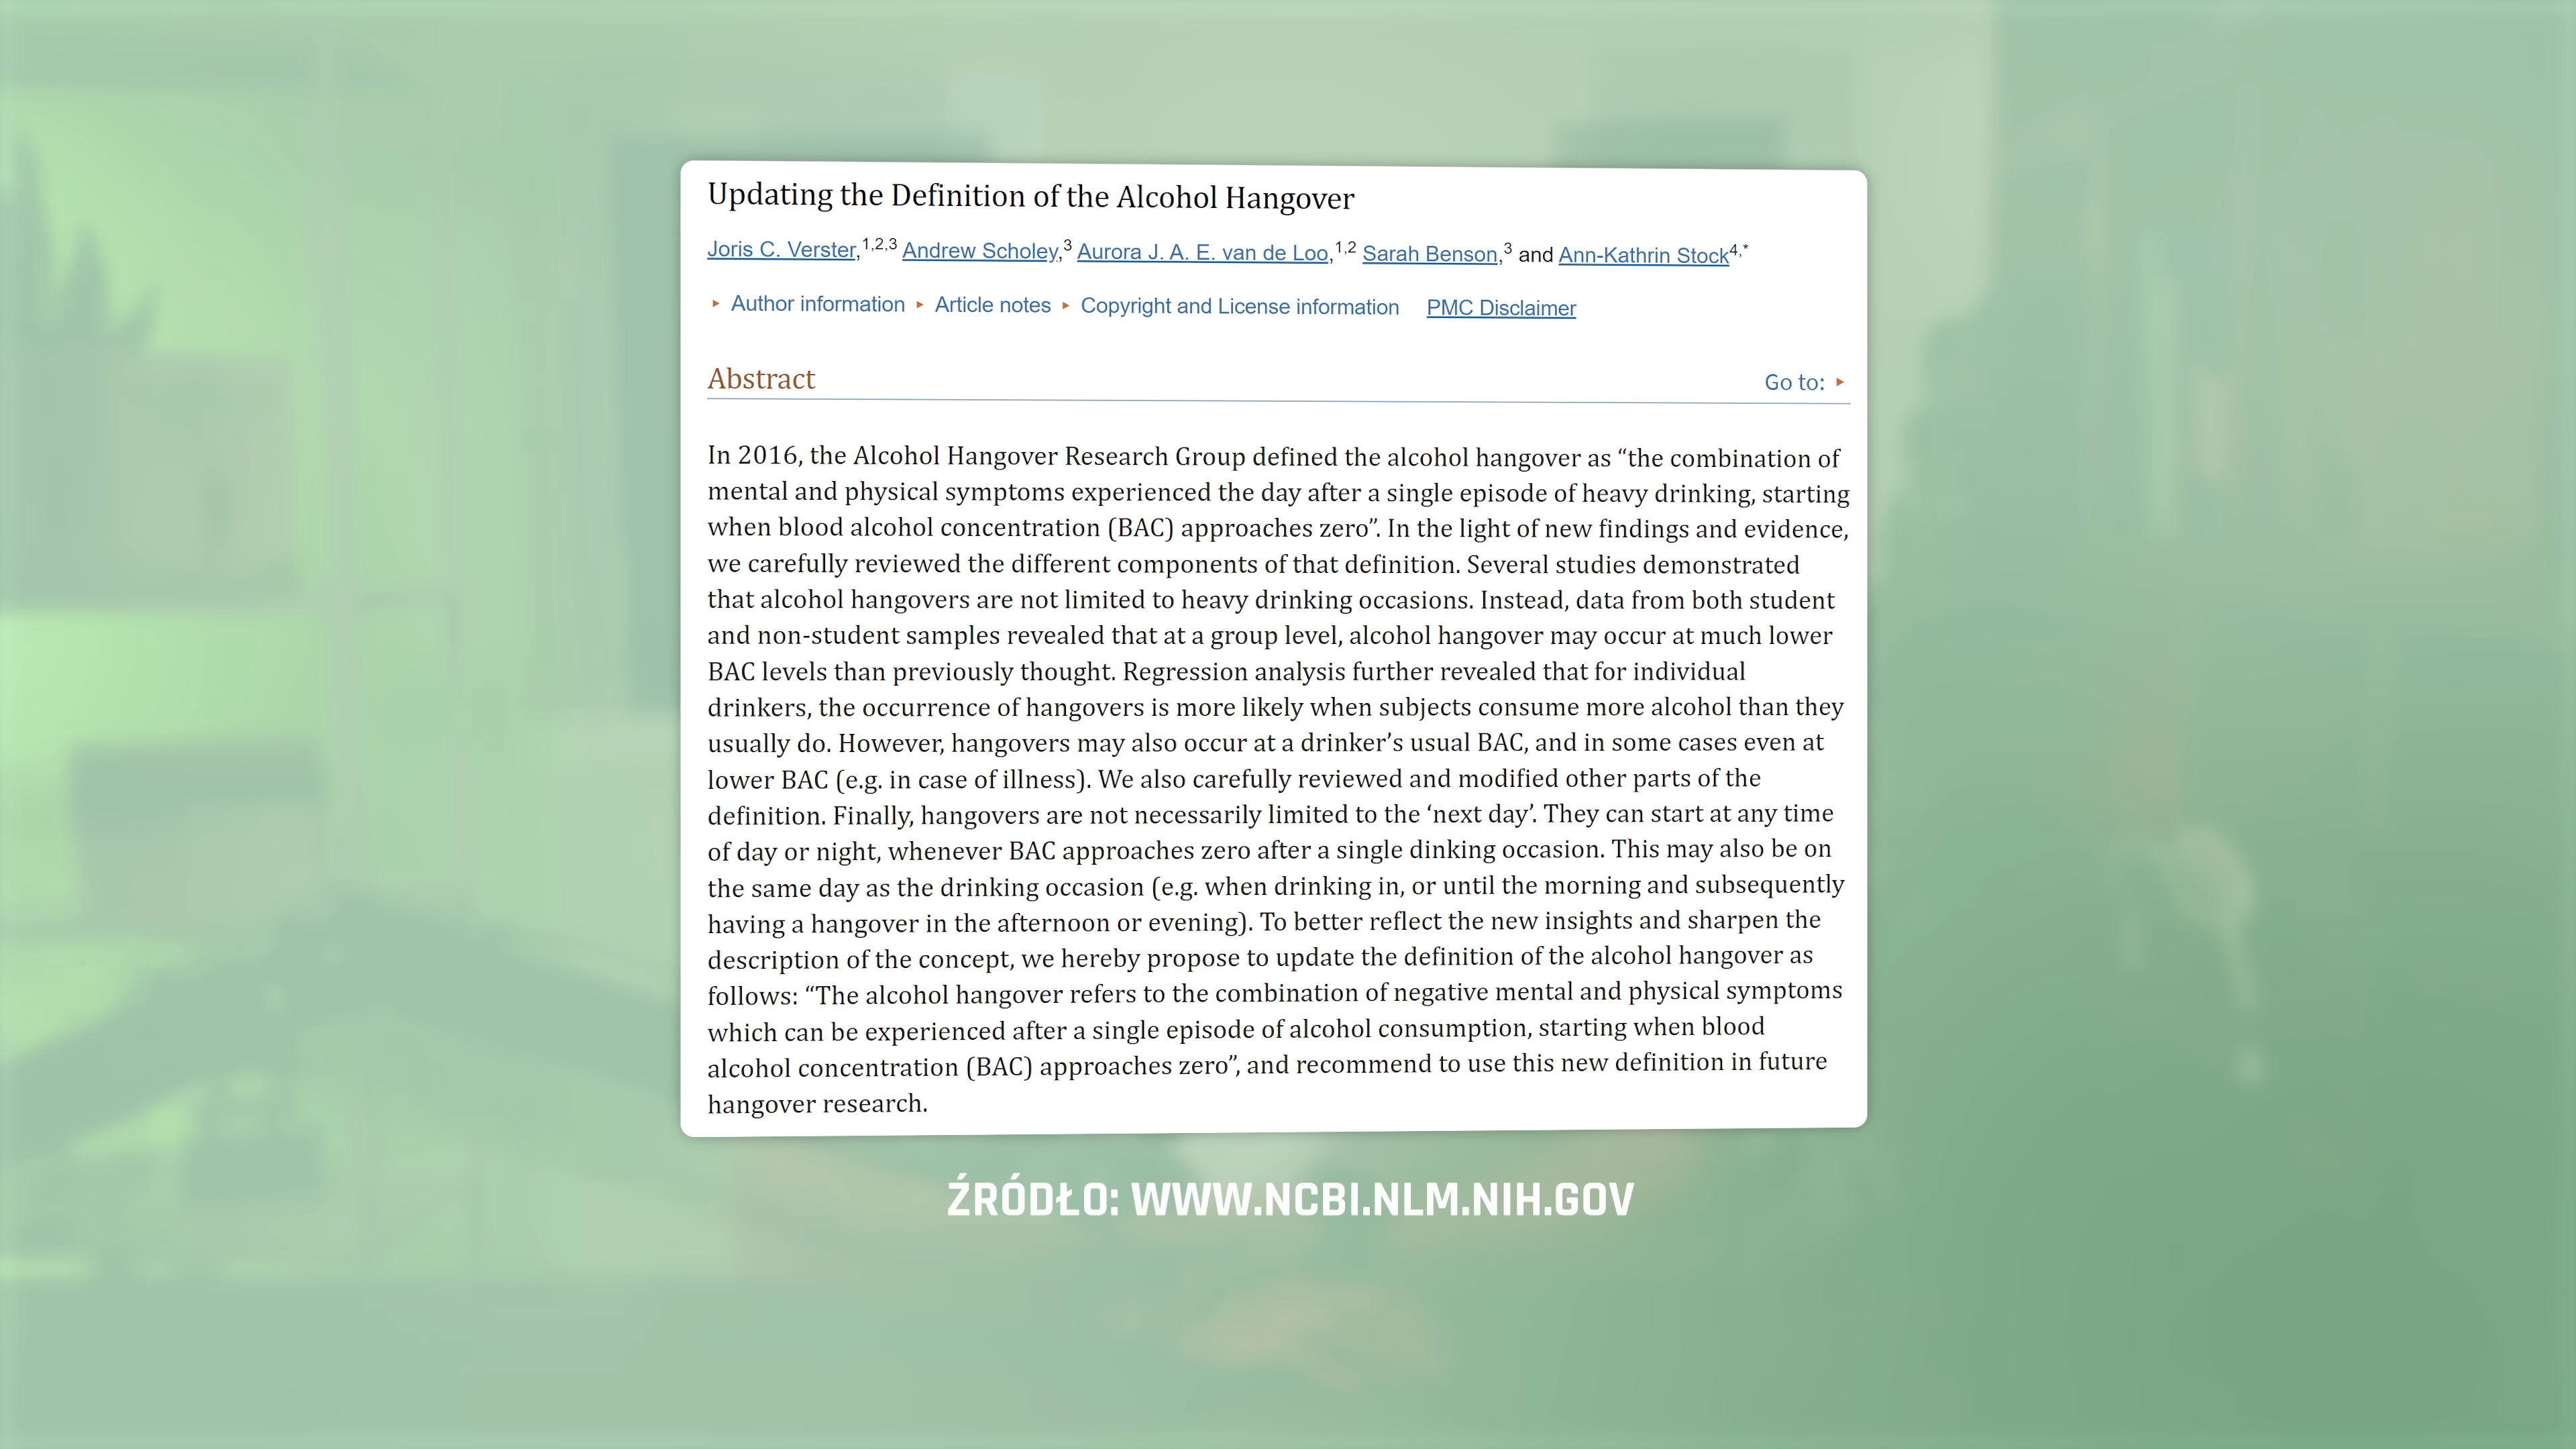 Updating the Definition of the Alcohol Hangover
Joris C. Verster,1,2,3 Andrew Scholey,3 Aurora J. A. E. van de Loo,1,2 Sarah Benson,3 and Ann-Kathrin Stock4,*
▸ Author information ▸ Article notes ▸ Copyright and License information PMC Disclaimer
Abstract Go to: ▸
In 2016, the Alcohol Hangover Research Group defined the alcohol hangover as “the combination of
mental and physical symptoms experienced the day after a single episode of heavy drinking, starting
when blood alcohol concentration (BAC) approaches zero”. In the light of new findings and evidence,
we carefully reviewed the different components of that definition. Several studies demonstrated
that alcohol hangovers are not limited to heavy drinking occasions. Instead, data from both student
and non-student samples revealed that at a group level, alcohol hangover may occur at much lower
BAC levels than previously thought. Regression analysis further revealed that for individual
drinkers, the occurrence of hangovers is more likely when subjects consume more alcohol than they
usually do. However, hangovers may also occur at a drinker’s usual BAC, and in some cases even at
lower BAC (e.g. in case of illness). We also carefully reviewed and modified other parts of the
definition. Finally, hangovers are not necessarily limited to the ‘next day’. They can start at any time
of day or night, whenever BAC approaches zero after a single dinking occasion. This may also be on
the same day as the drinking occasion (e.g. when drinking in, or until the morning and subsequently
having a hangover in the afternoon or evening). To better reflect the new insights and sharpen the
description of the concept, we hereby propose to update the definition of the alcohol hangover as
follows: “The alcohol hangover refers to the combination of negative mental and physical symptoms
which can be experienced after a single episode of alcohol consumption, starting when blood
alcohol concentration (BAC) approaches zero”, and recommend to use this new definition in future
hangover research.
ŹRÓDŁO: WWW.NCBI.NLM.NIH.GOV